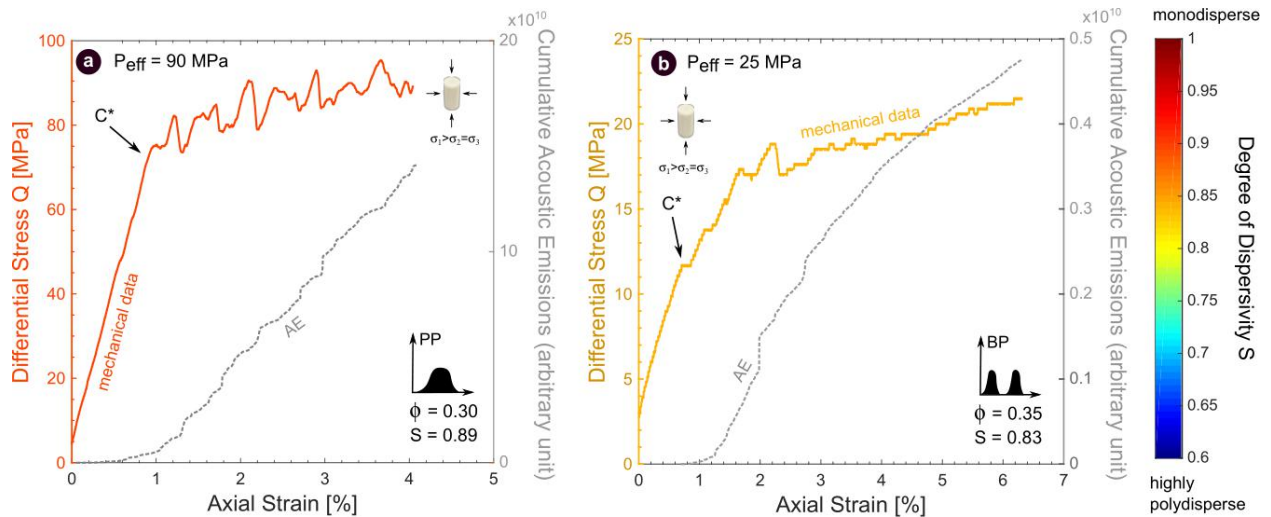 a P_eff = 90 MPa
x10^10
Differential Stress Q [MPa]
100
80
60
40
20
0
C*
mechanical data
AE
σ₁>σ₂=σ₃
PP
ϕ = 0.30
S = 0.89
20
10
0
Cumulative Acoustic Emissions (arbitrary unit)
0 1 2 3 4 5
Axial Strain [%]
b P_eff = 25 MPa
x10^10
Differential Stress Q [MPa]
25
20
15
10
5
0
σ₁>σ₂=σ₃
C*
mechanical data
AE
BP
ϕ = 0.35
S = 0.83
0.5
0.4
0.3
0.2
0.1
0
Cumulative Acoustic Emissions (arbitrary unit)
0 1 2 3 4 5 6 7
Axial Strain [%]
monodisperse
1
0.95
0.9
0.85
0.8
0.75
0.7
0.65
0.6
Degree of Dispersivity S
highly
polydisperse